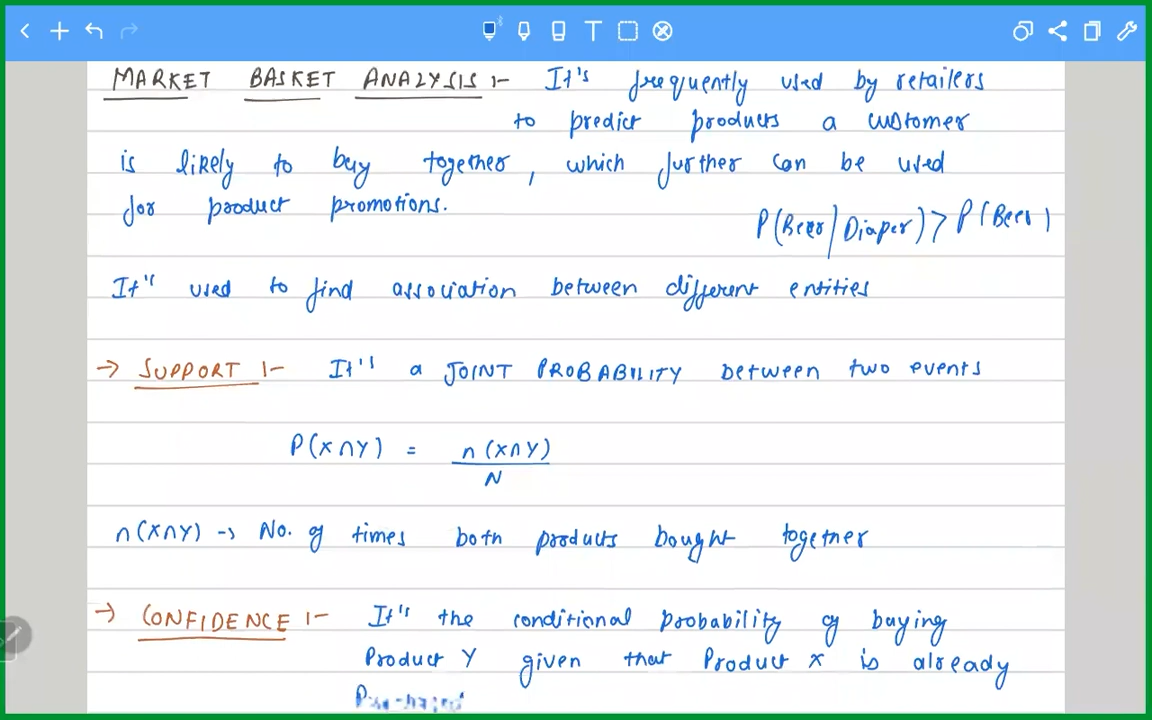 MARKET BASKET ANALYSIS :- It's frequently used by retailers
to predict products a customer
is likely to buy together, which further can be used
for product promotions.
P(Beer/Diaper) > P(Beer)
It's used to find association between different entities
→ SUPPORT :- It's a JOINT PROBABILITY between two events
P(X∩Y) = n(X∩Y)
N
n(X∩Y) → No. of times both products bought together
→ CONFIDENCE :- It's the conditional probability of buying
Product Y given that Product X is already